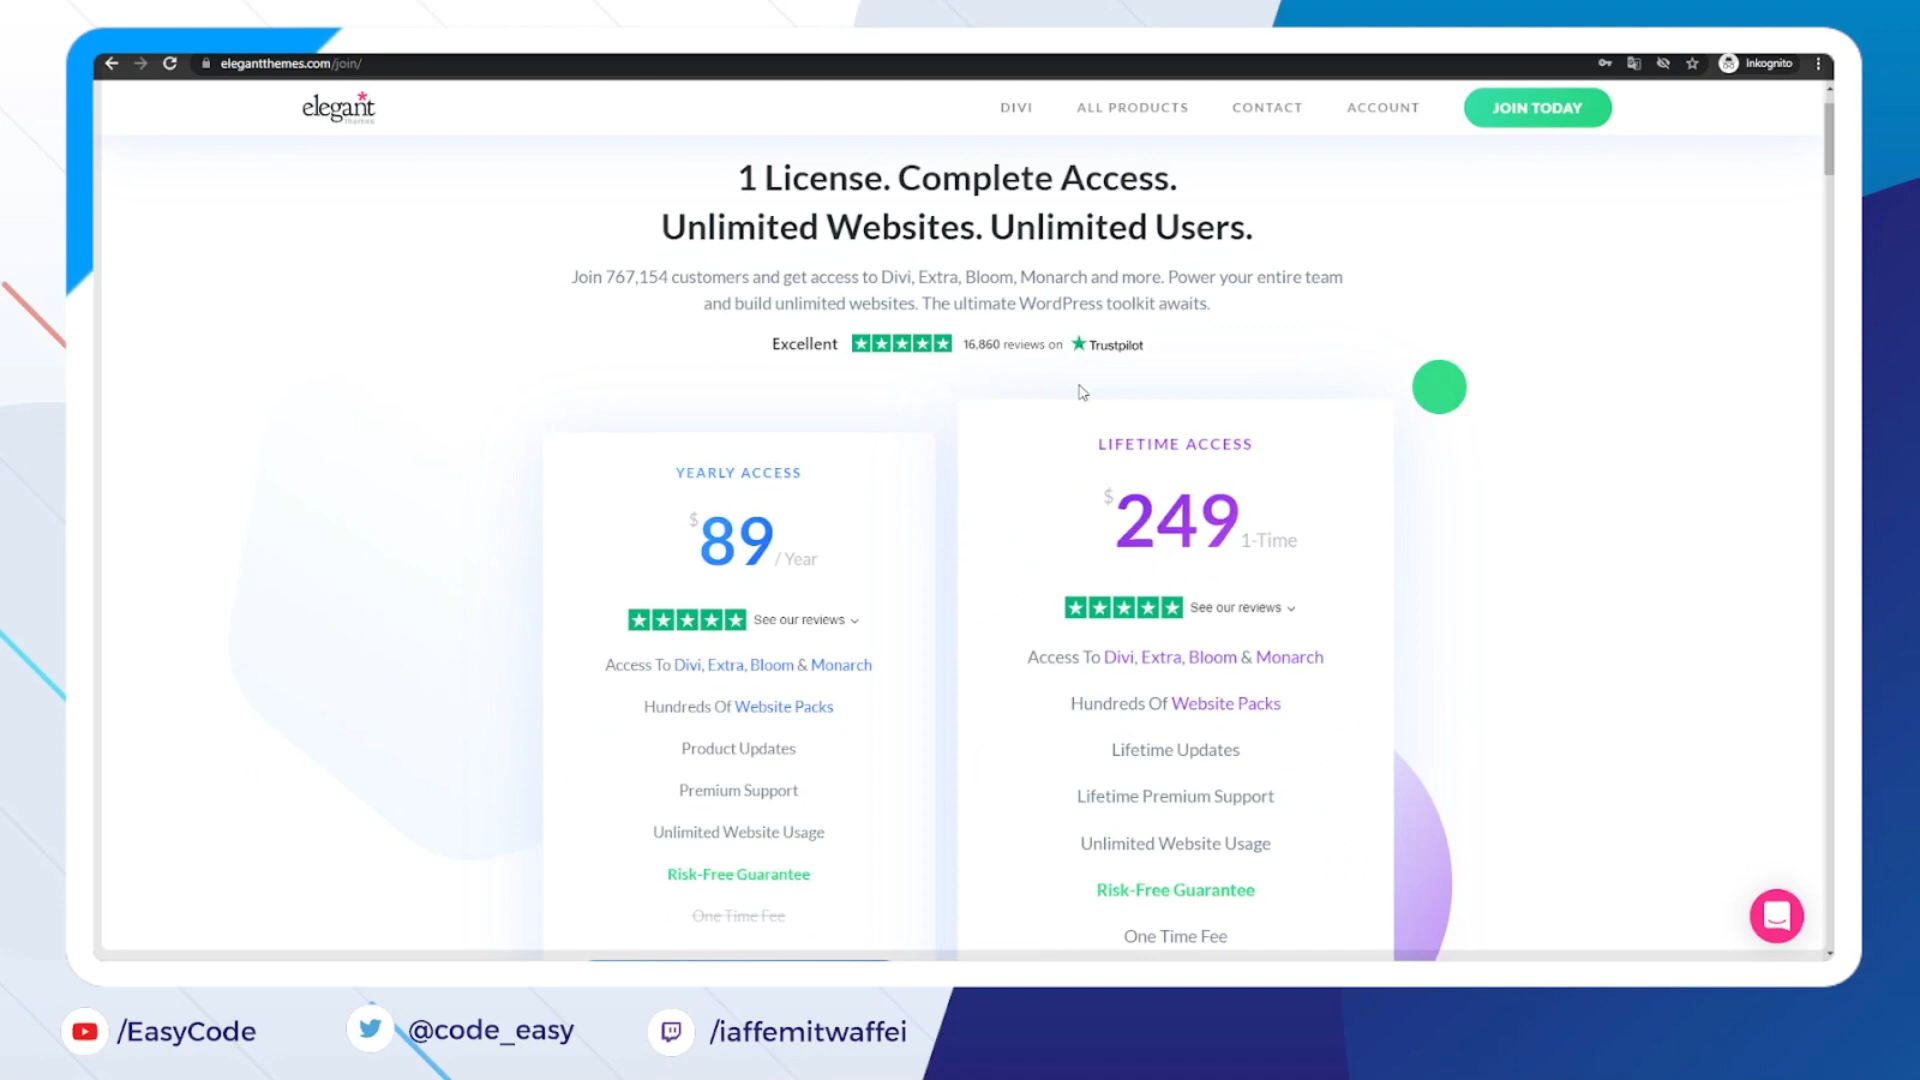 elegantthemes.com/join/
Inkognito
elegant
themes
DIVI
ALL PRODUCTS
CONTACT
ACCOUNT
JOIN TODAY
1 License. Complete Access.
Unlimited Websites. Unlimited Users.
Join 767,154 customers and get access to Divi, Extra, Bloom, Monarch and more. Power your entire team
and build unlimited websites. The ultimate WordPress toolkit awaits.
Excellent
16,860 reviews on
Trustpilot
YEARLY ACCESS
$89/ Year
See our reviews
Access To Divi, Extra, Bloom & Monarch
Hundreds Of Website Packs
Product Updates
Premium Support
Unlimited Website Usage
Risk-Free Guarantee
One Time Fee
LIFETIME ACCESS
$249 1-Time
See our reviews
Access To Divi, Extra, Bloom & Monarch
Hundreds Of Website Packs
Lifetime Updates
Lifetime Premium Support
Unlimited Website Usage
Risk-Free Guarantee
One Time Fee
/EasyCode
@code_easy
/iaffemitwaffei